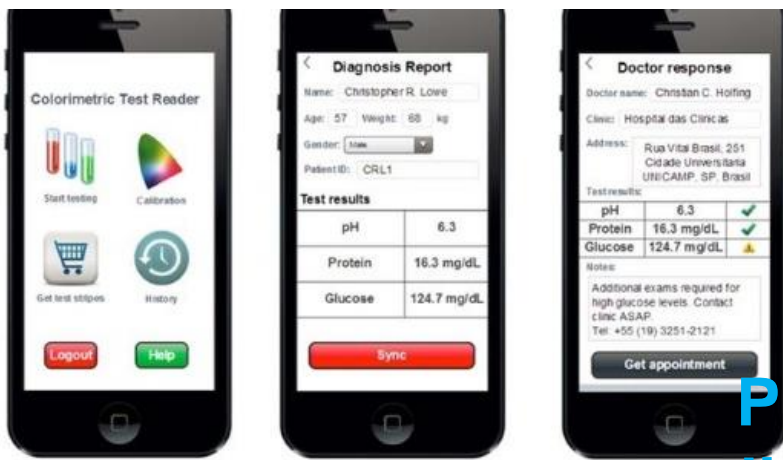 Colorimetric Test Reader
Start testing
Calibration
Get test stripes
History
Logout
Help
Diagnosis Report
Name: Christopher R. Lowe
Age: 57 Weight: 68 kg
Gender: Male
Patient ID: CRL1
Test results
pH 6.3
Protein 16.3 mg/dL
Glucose 124.7 mg/dL
Sync
Doctor response
Doctor name: Christian C. Hoifing
Clinic: Hospital das Clinicas
Address: Rua Vital Brasil, 251
Cidade Universitaria
UNICAMP, SP, Brasil
Test results:
pH 6.3
Protein 16.3 mg/dL
Glucose 124.7 mg/dL
Notes:
Additional exams required for
high glucose levels. Contact
clinic ASAP.
Tel: +55 (19) 3251-2121
Get appointment
P